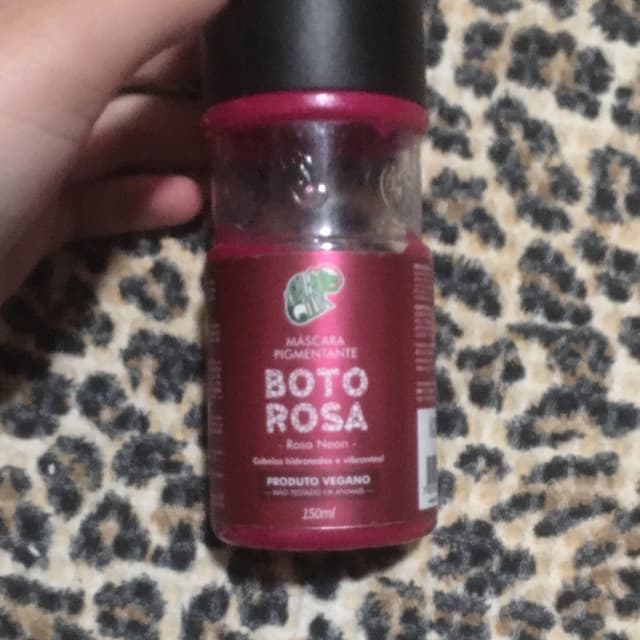 MÁSCARA
PIGMENTANTE
BOTO
ROSA
- Rosa Neon -
Cabelos hidratados e vibrantes!
PRODUTO VEGANO
— NÃO TESTADO EM ANIMAIS —
150ml